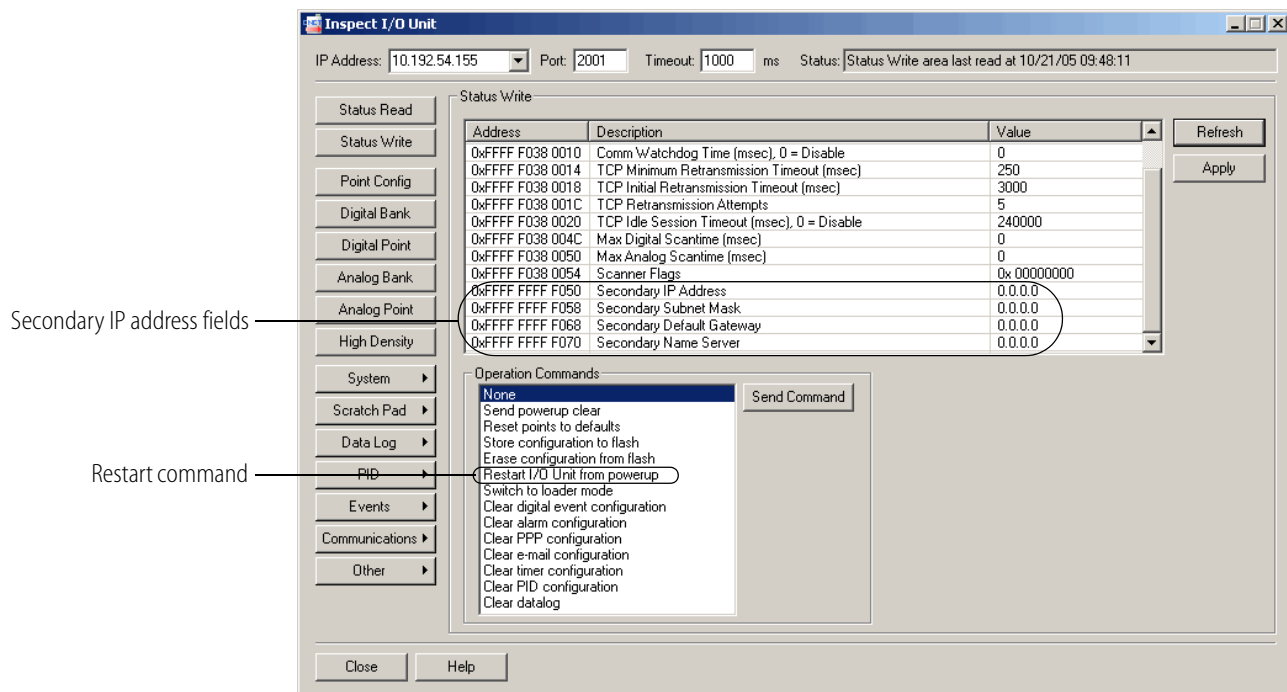 Inspect I/O Unit
IP Address: 10.192.54.155 Port: 2001 Timeout: 1000 ms Status: Status Write area last read at 10/21/05 09:48:11
Status Read
Status Write
Point Config
Digital Bank
Digital Point
Analog Bank
Analog Point
High Density
System
Scratch Pad
Data Log
PID
Events
Communications
Other
Status Write
Address Description Value
0xFFFF F038 0010 Comm Watchdog Time (msec), 0 = Disable 0
0xFFFF F038 0014 TCP Minimum Retransmission Timeout (msec) 250
0xFFFF F038 0018 TCP Initial Retransmission Timeout (msec) 3000
0xFFFF F038 001C TCP Retransmission Attempts 5
0xFFFF F038 0020 TCP Idle Session Timeout (msec), 0 = Disable 240000
0xFFFF F038 004C Max Digital Scantime (msec) 0
0xFFFF F038 0050 Max Analog Scantime (msec) 0
0xFFFF F038 0054 Scanner Flags 0x 00000000
0xFFFF FFFF F050 Secondary IP Address 0.0.0.0
0xFFFF FFFF F058 Secondary Subnet Mask 0.0.0.0
0xFFFF FFFF F068 Secondary Default Gateway 0.0.0.0
0xFFFF FFFF F070 Secondary Name Server 0.0.0.0
Refresh
Apply
Secondary IP address fields
Operation Commands
None
Send powerup clear
Reset points to defaults
Store configuration to flash
Erase configuration from flash
Restart I/O Unit from powerup
Switch to loader mode
Clear digital event configuration
Clear alarm configuration
Clear PPP configuration
Clear e-mail configuration
Clear timer configuration
Clear PID configuration
Clear datalog
Send Command
Restart command
Close Help